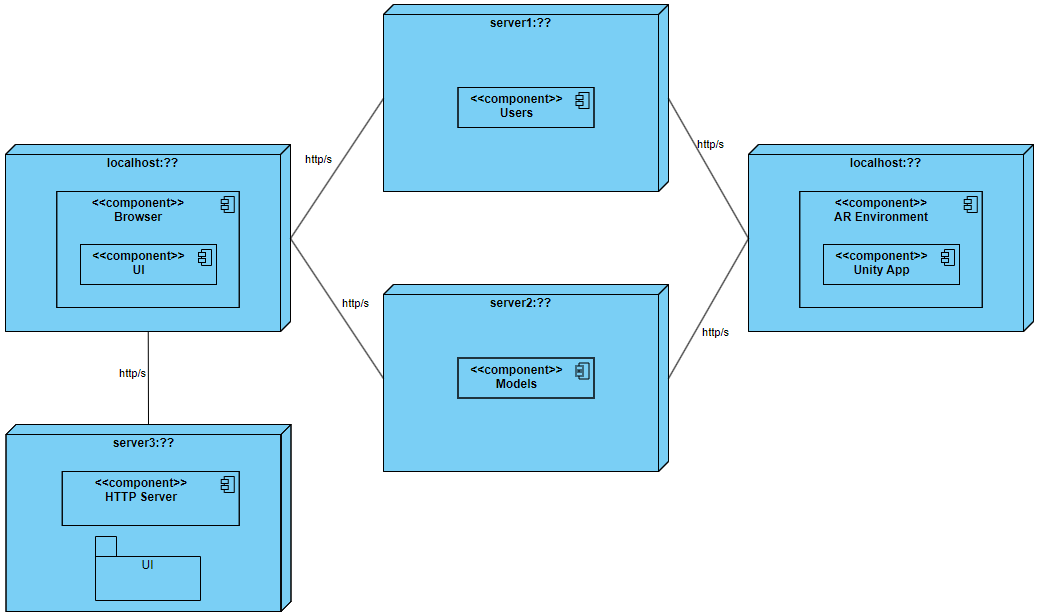 server1:??
<<component>>
Users
http/s
http/s
localhost:??
<<component>>
Browser
<<component>>
UI
localhost:??
<<component>>
AR Environment
<<component>>
Unity App
http/s
http/s
server2:??
<<component>>
Models
http/s
server3:??
<<component>>
HTTP Server
UI